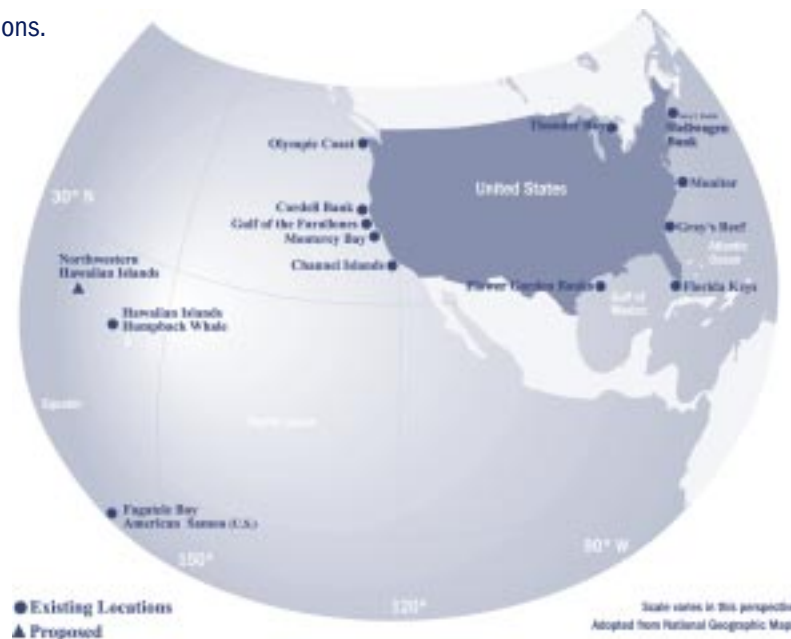 ons.
Olympic Coast
Thunder Bay
Stellwagen
Bank
Cordell Bank
Gulf of the Farallones
Monterey Bay
Channel Islands
United States
Monitor
Gray's Reef
Atlantic
Ocean
30° N
Northwestern
Hawaiian Islands
Hawaiian Islands
Humpback Whale
Flower Garden Banks
Gulf of
Mexico
Florida Keys
Equator
Pacific Ocean
Fagatele Bay
American Samoa (U.S.)
150°
120°
90° W
Existing Locations
Proposed
Scale varies in this perspectiv
Adopted from National Geographic Map